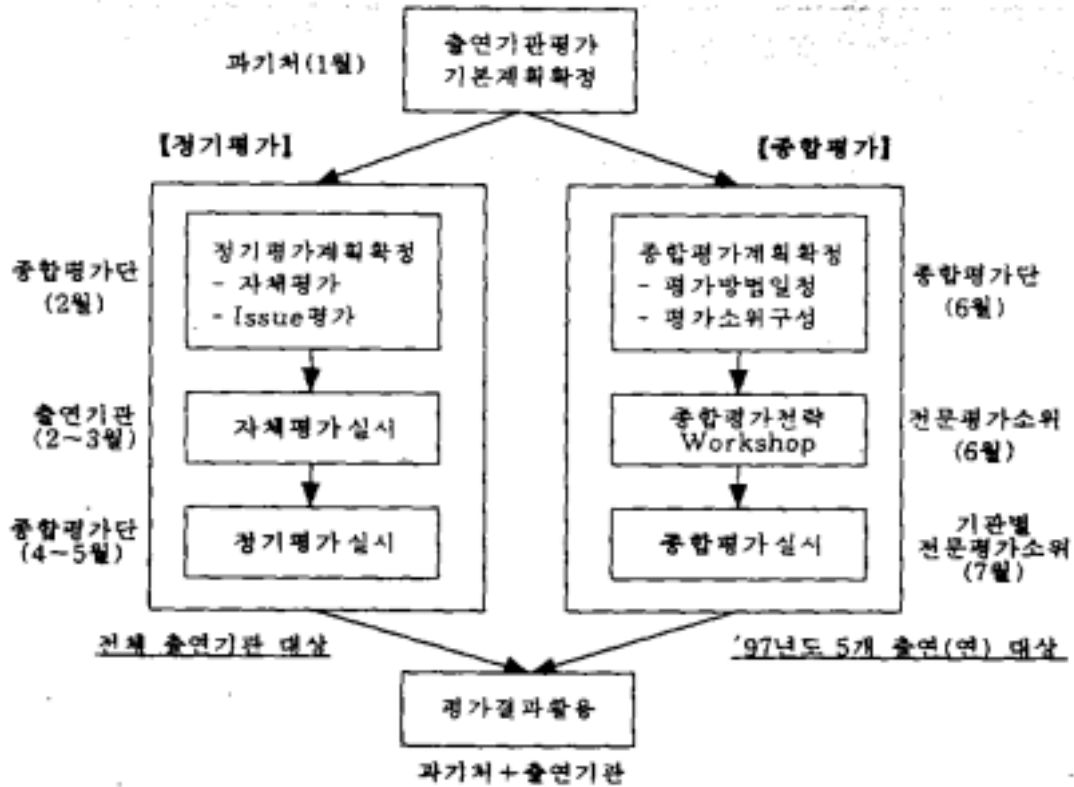 과기처(1월)
출연기관평가
기본계획확정
【정기평가】
【종합평가】
종합평가단
(2월)
정기평가계획확정
- 자체평가
- Issue평가
출연기관
(2~3월)
자체평가실시
종합평가단
(4~5월)
정기평가실시
전체 출연기관 대상
종합평가계획확정
- 평가방법일정
- 평가소위구성
종합평가단
(6월)
종합평가전략
Workshop
전문평가소위
(6월)
종합평가실시
기관별
전문평가소위
(7월)
'97년도 5개 출연(연) 대상
평가결과활용
과기처+출연기관